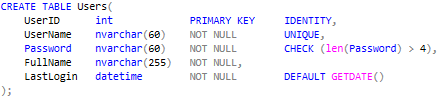 CREATE TABLE Users(
    UserID      int            PRIMARY KEY    IDENTITY,
    UserName    nvarchar(60)   NOT NULL       UNIQUE,
    Password    nvarchar(60)   NOT NULL       CHECK (len(Password) > 4),
    FullName    nvarchar(255)  NOT NULL,
    LastLogin   datetime       NOT NULL       DEFAULT GETDATE()
);